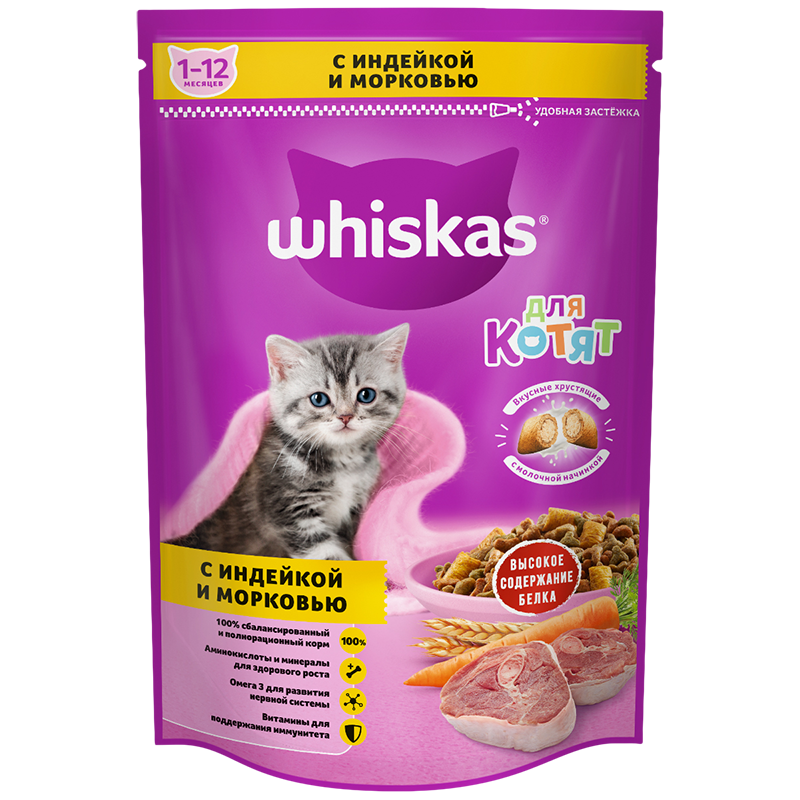 1-12
МЕСЯЦЕВ
С ИНДЕЙКОЙ
И МОРКОВЬЮ
УДОБНАЯ ЗАСТЁЖКА
whiskas®
для
котят
Вкусные хрустящие
с молочной начинкой
ВЫСОКОЕ
СОДЕРЖАНИЕ
БЕЛКА
С ИНДЕЙКОЙ
И МОРКОВЬЮ
100% сбалансированный
и полнорационный корм
100%
Аминокислоты и минералы
для здорового роста
Омега 3 для развития
нервной системы
Витамины для
поддержания иммунитета